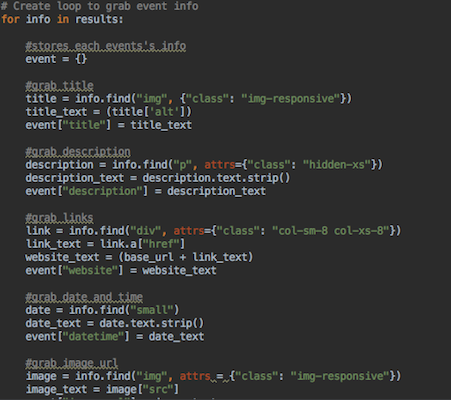 # Create loop to grab event info
for info in results:
#stores each events's info
event = {}
#grab title
title = info.find("img", {"class": "img-responsive"})
title_text = (title['alt'])
event["title"] = title_text
#grab description
description = info.find("p", attrs={"class": "hidden-xs"})
description_text = description.text.strip()
event["description"] = description_text
#grab links
link = info.find("div", attrs={"class": "col-sm-8 col-xs-8"})
link_text = link.a["href"]
website_text = (base_url + link_text)
event["website"] = website_text
#grab date and time
date = info.find("small")
date_text = date.text.strip()
event["datetime"] = date_text
#grab image url
image = info.find("img", attrs = {"class": "img-responsive"})
image_text = image["src"]